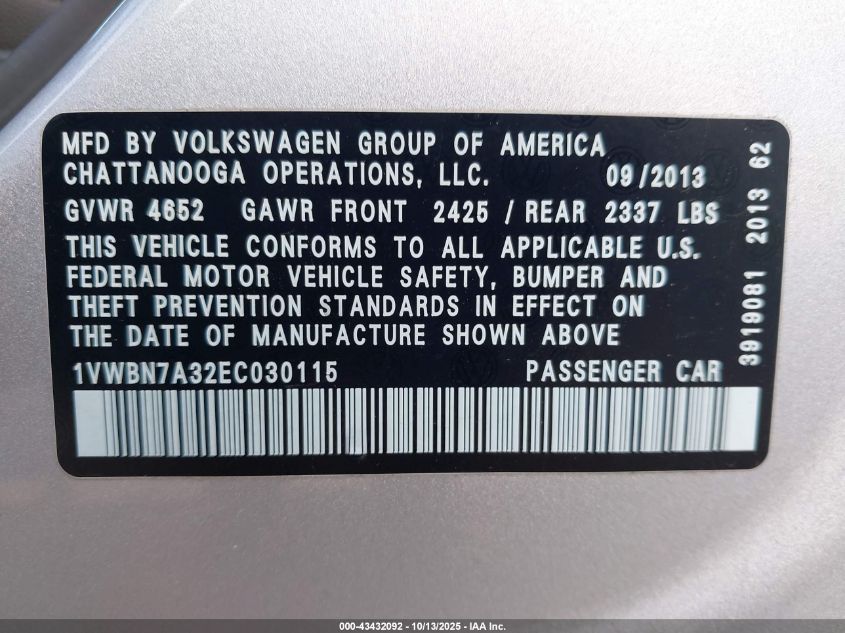 MFD BY VOLKSWAGEN GROUP OF AMERICA
CHATTANOOGA OPERATIONS, LLC. 09/2013
GVWR 4652 GAWR FRONT 2425 / REAR 2337 LBS
THIS VEHICLE CONFORMS TO ALL APPLICABLE U.S.
FEDERAL MOTOR VEHICLE SAFETY, BUMPER AND
THEFT PREVENTION STANDARDS IN EFFECT ON
THE DATE OF MANUFACTURE SHOWN ABOVE
1VWBN7A32EC030115 PASSENGER CAR
3919081 2013 62
000-43432092 - 10/13/2025 - IAA Inc.